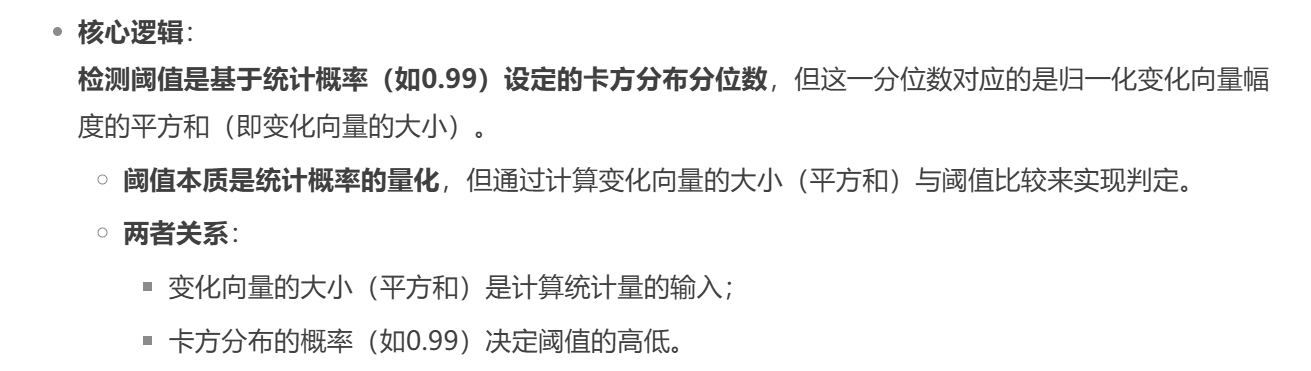 核心逻辑：
检测阈值是基于统计概率（如0.99）设定的卡方分布分位数，但这一分位数对应的是归一化变化向量幅
度的平方和（即变化向量的大小）。
阈值本质是统计概率的量化，但通过计算变化向量的大小（平方和）与阈值比较来实现判定。
两者关系：
变化向量的大小（平方和）是计算统计量的输入；
卡方分布的概率（如0.99）决定阈值的高低。